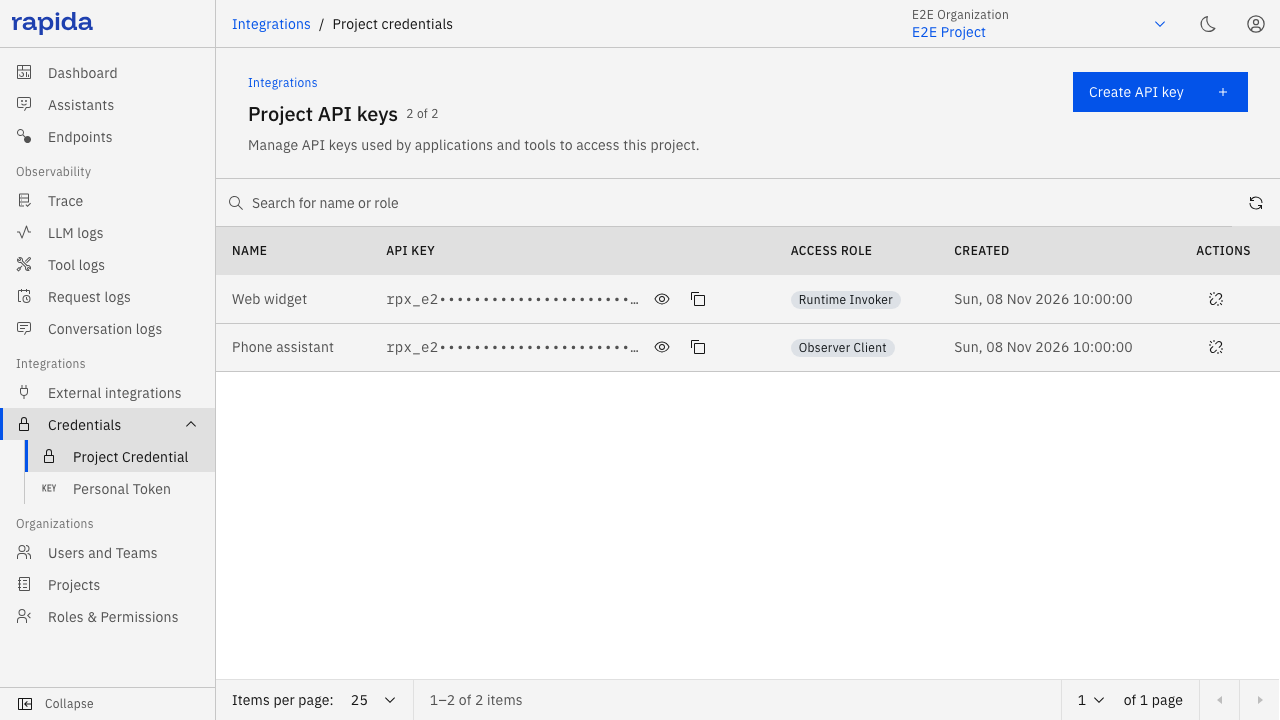 rapida
Integrations / Project credentials
E2E Organization
E2E Project
Dashboard
Assistants
Endpoints
Observability
Trace
LLM logs
Tool logs
Request logs
Conversation logs
Integrations
External integrations
Credentials
Project Credential
KEY Personal Token
Organizations
Users and Teams
Projects
Roles & Permissions
Collapse
Integrations
Project API keys 2 of 2
Manage API keys used by applications and tools to access this project.
Create API key +
Search for name or role
NAME API KEY ACCESS ROLE CREATED ACTIONS
Web widget rpx_e2••••••••••••••••••••••… Runtime Invoker Sun, 08 Nov 2026 10:00:00
Phone assistant rpx_e2••••••••••••••••••••••… Observer Client Sun, 08 Nov 2026 10:00:00
Items per page: 25 1–2 of 2 items 1 of 1 page